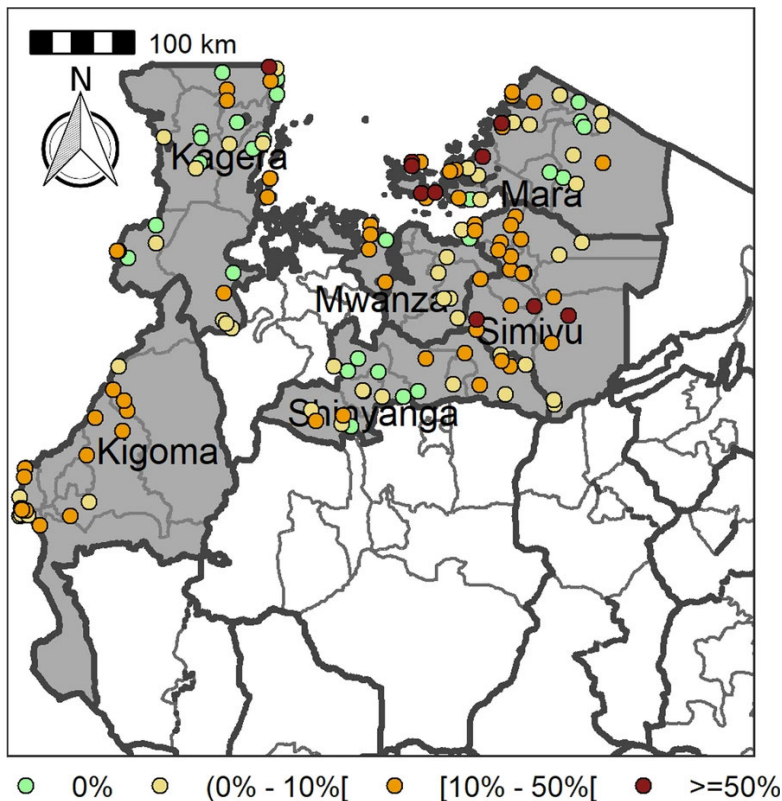 100 km
N
Kagera
Mara
Mwanza
Simiyu
Shinyanga
Kigoma
0% (0% - 10%[ [10% - 50%[ >=50%